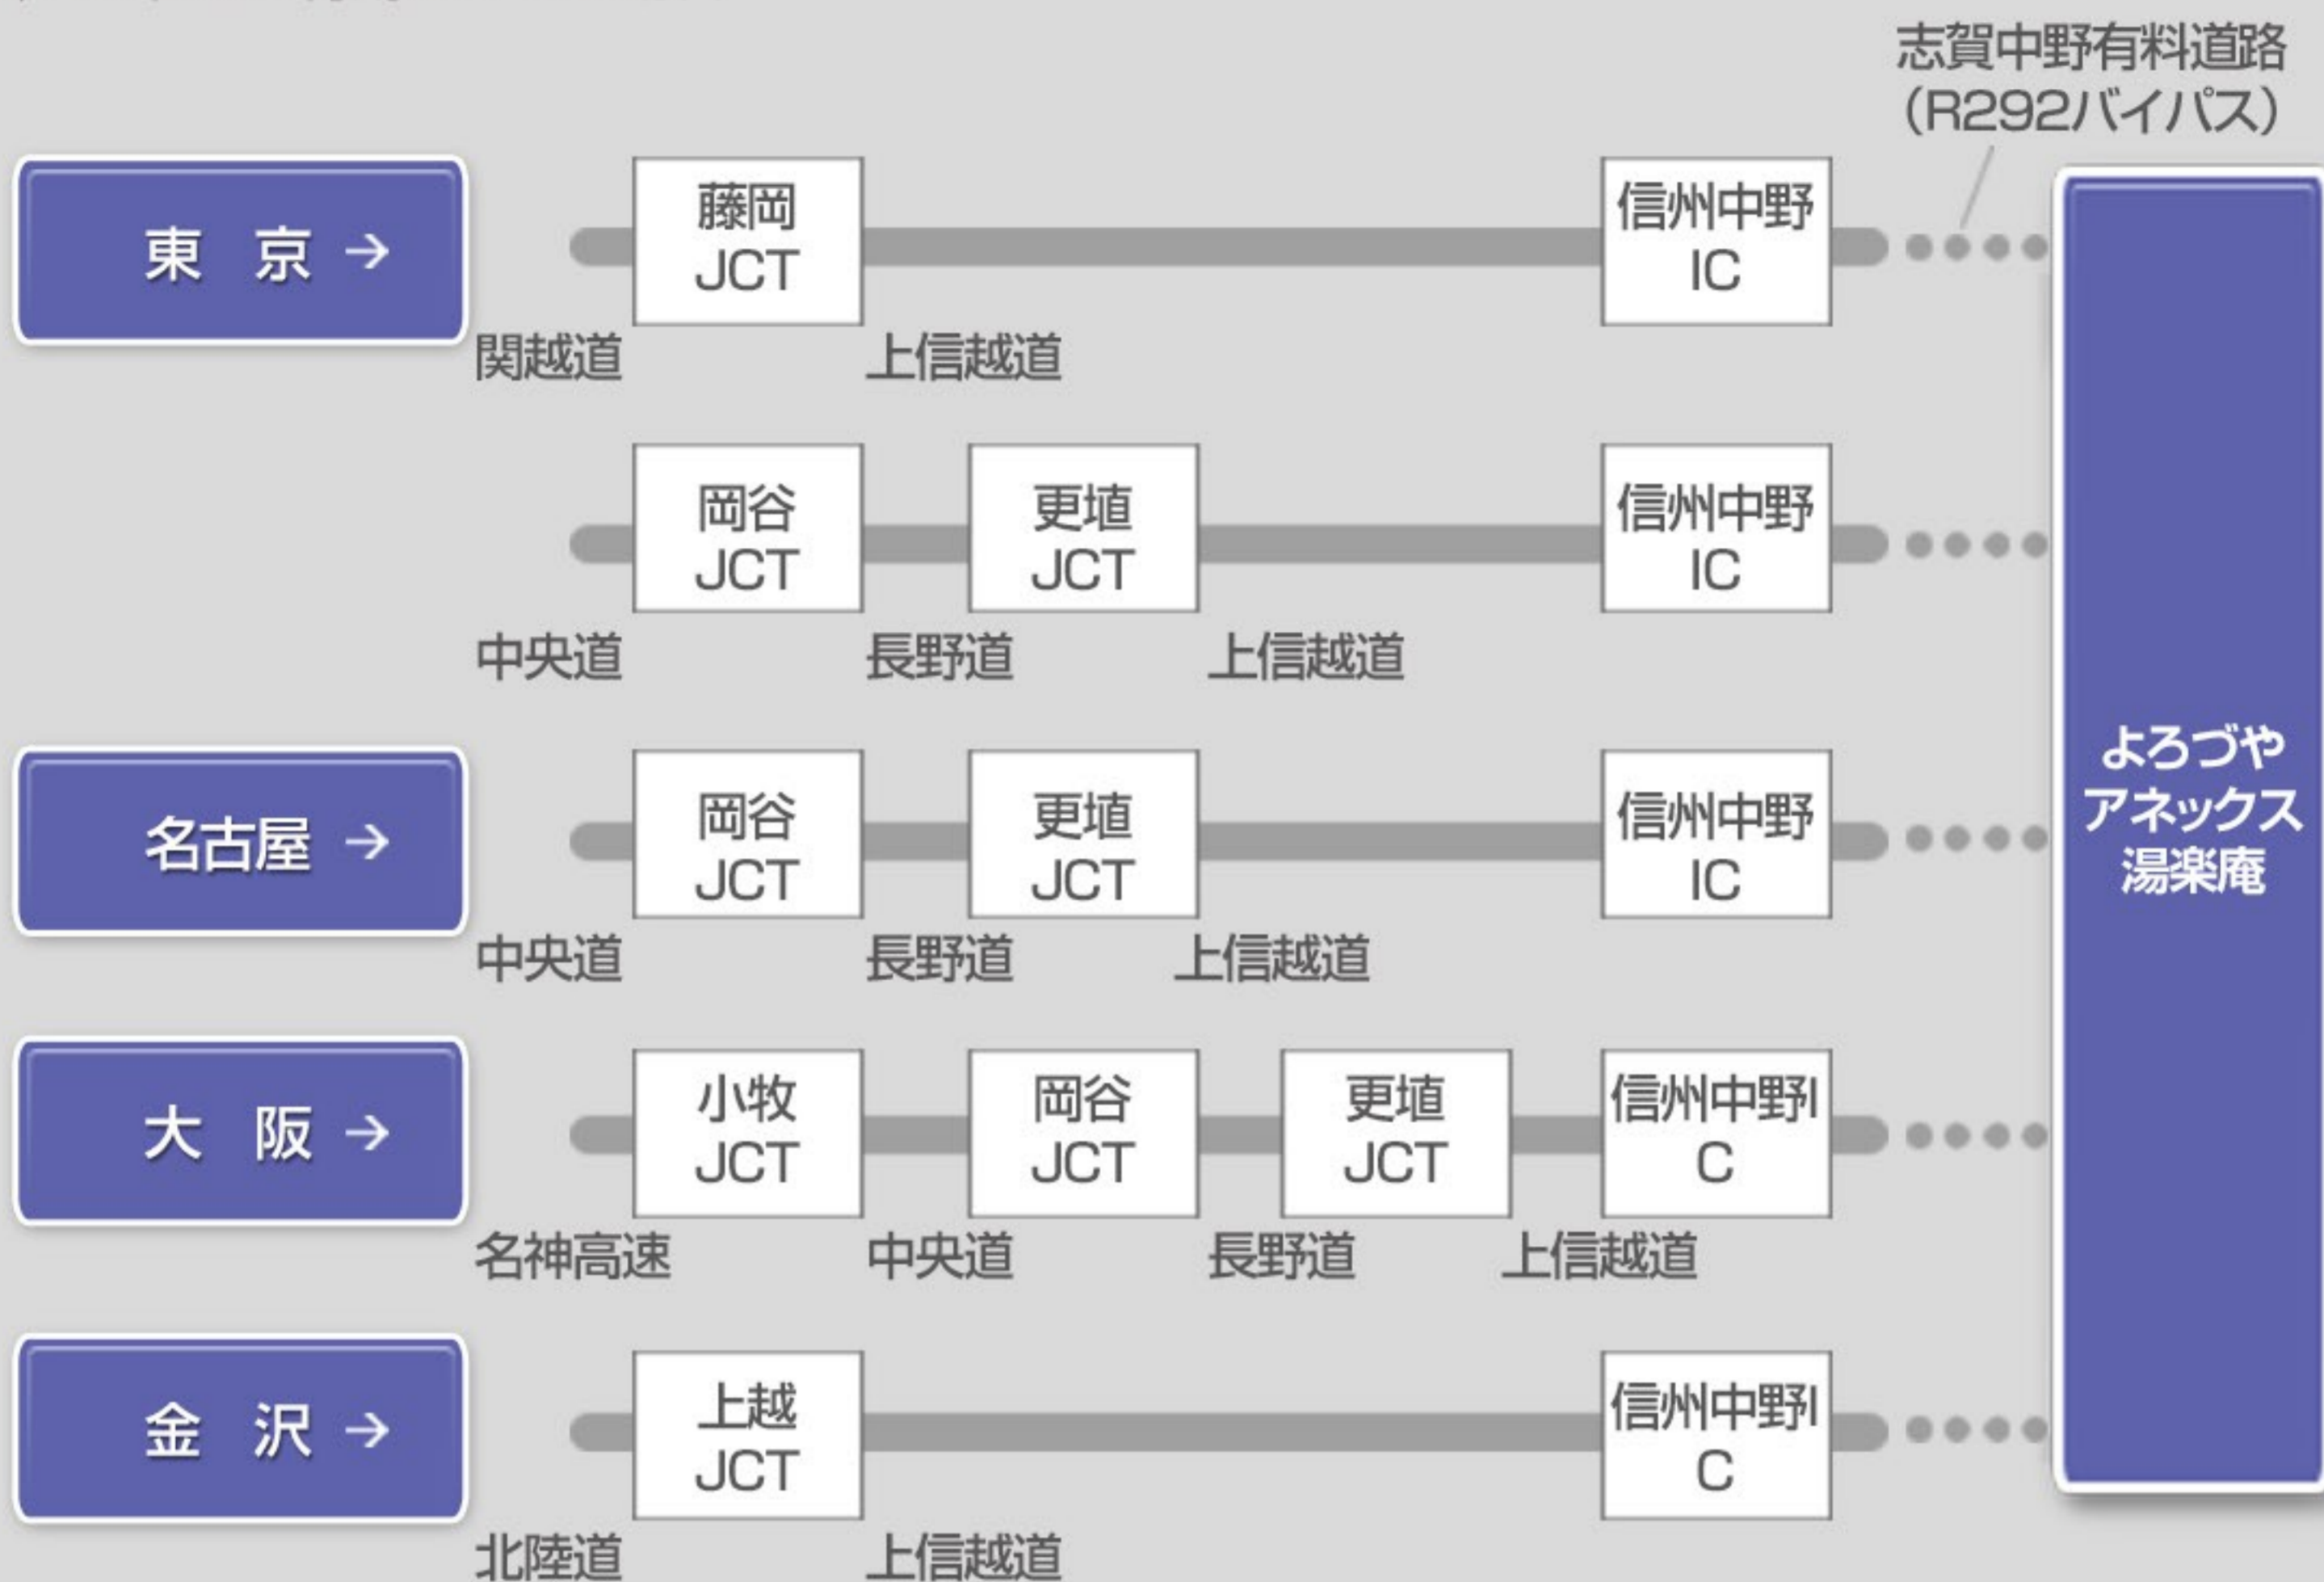 志賀中野有料道路
(R292バイパス)
東 京 →
藤岡
JCT
信州中野
IC
関越道
上信越道
岡谷
JCT
更埴
JCT
信州中野
IC
中央道
長野道
上信越道
名古屋 →
岡谷
JCT
更埴
JCT
信州中野
IC
中央道
長野道
上信越道
よろづや
アネックス
湯楽庵
大 阪 →
小牧
JCT
岡谷
JCT
更埴
JCT
信州中野I
C
名神高速
中央道
長野道
上信越道
金 沢 →
上越
JCT
信州中野I
C
北陸道
上信越道